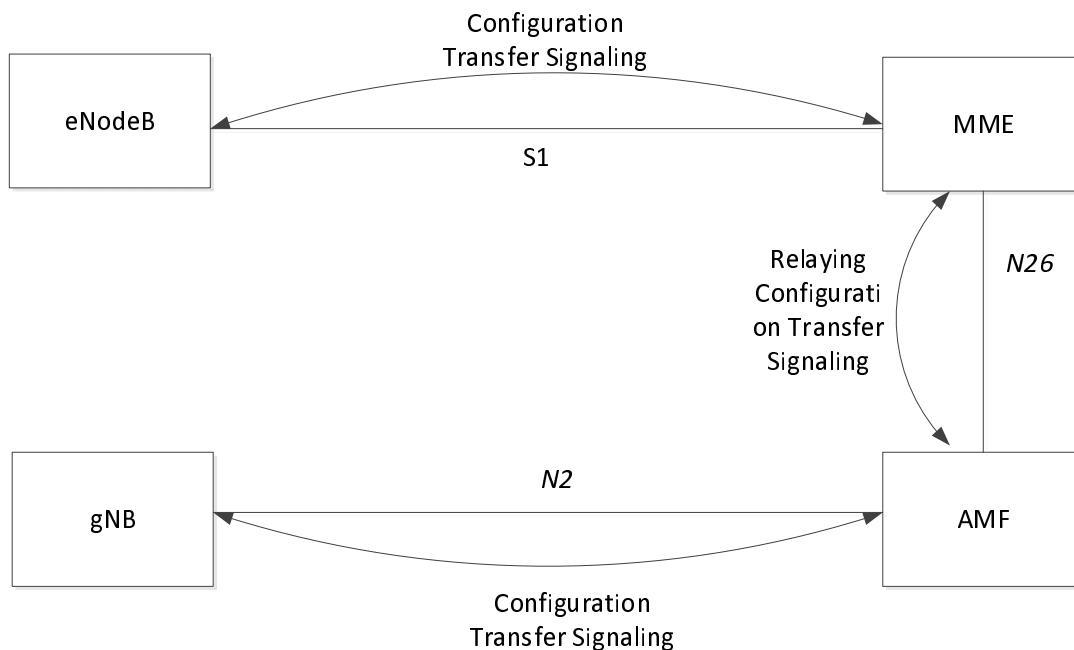 Configuration
Transfer Signaling
eNodeB
MME
S1
Relaying
Configurati
on Transfer
Signaling
N26
N2
gNB
AMF
Configuration
Transfer Signaling